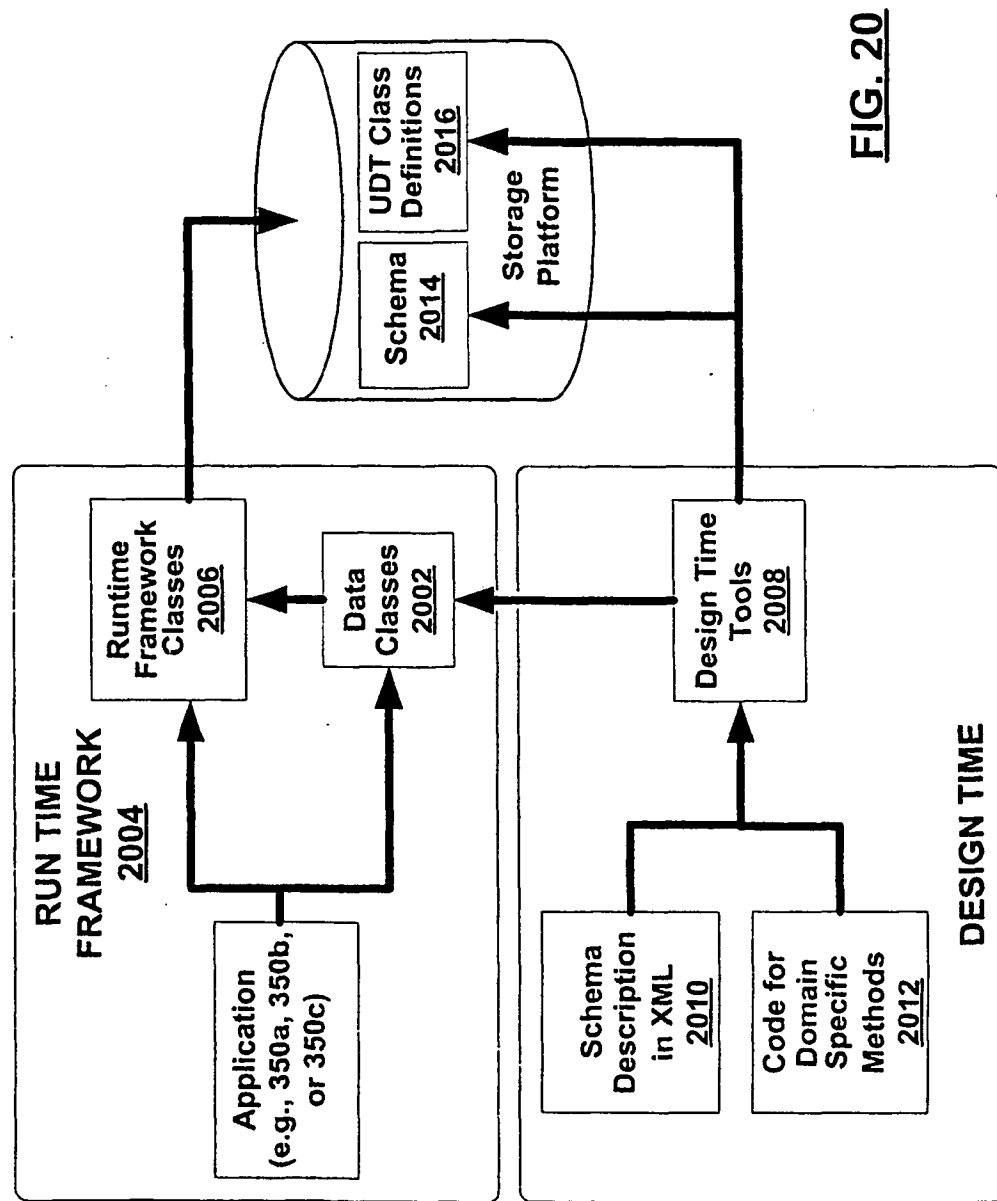 RUN TIME
FRAMEWORK
2004
Application
(e.g., 350a, 350b,
or 350c)
Runtime
Framework
Classes
2006
Data
Classes
2002
Schema
2014
UDT Class
Definitions
2016
Storage
Platform
Schema
Description
in XML
2010
Code for
Domain
Specific
Methods
2012
Design Time
Tools
2008
DESIGN TIME
FIG. 20